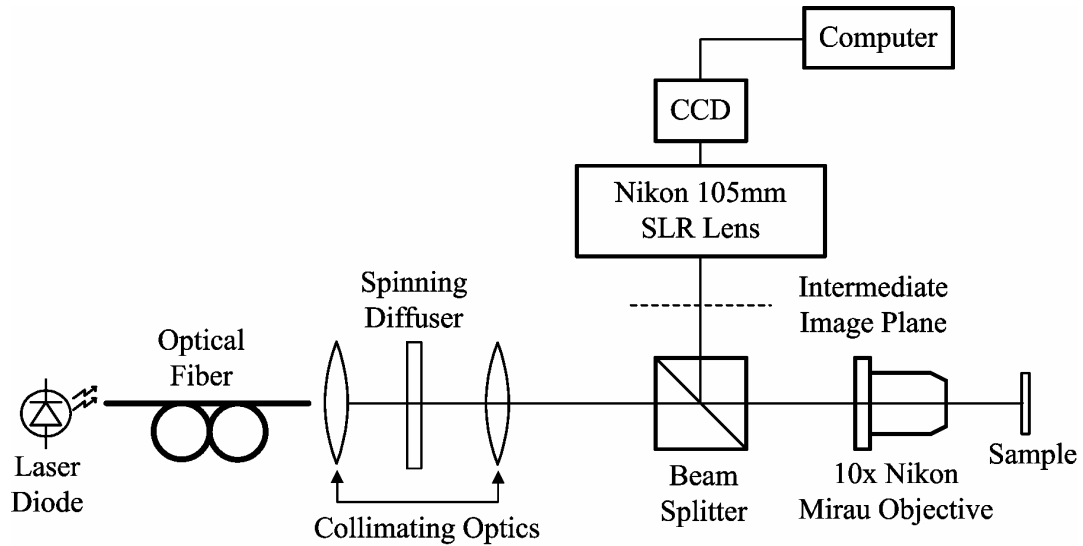 Computer
CCD
Nikon 105mm
SLR Lens
Intermediate
Image Plane
Spinning
Diffuser
Optical
Fiber
Laser
Diode
Collimating Optics
Beam
Splitter
10x Nikon
Mirau Objective
Sample